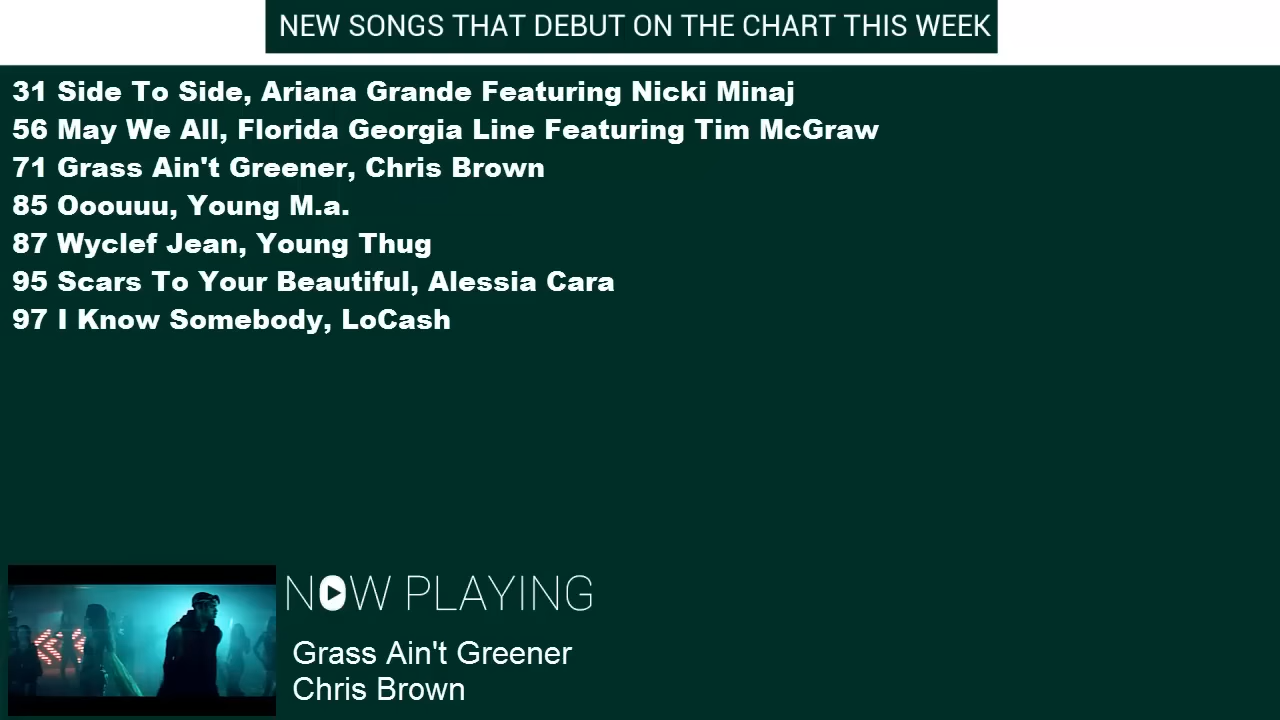 NEW SONGS THAT DEBUT ON THE CHART THIS WEEK
31 Side To Side, Ariana Grande Featuring Nicki Minaj
56 May We All, Florida Georgia Line Featuring Tim McGraw
71 Grass Ain't Greener, Chris Brown
85 Ooouuu, Young M.a.
87 Wyclef Jean, Young Thug
95 Scars To Your Beautiful, Alessia Cara
97 I Know Somebody, LoCash
NOW PLAYING
Grass Ain't Greener
Chris Brown